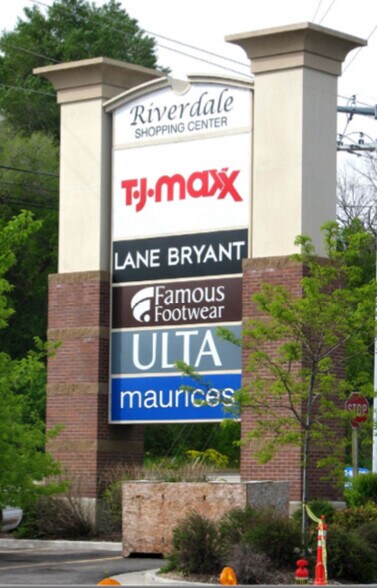 Riverdale
SHOPPING CENTER
T·J·maxx
LANE BRYANT
Famous
Footwear
ULTA
maurices
STOP